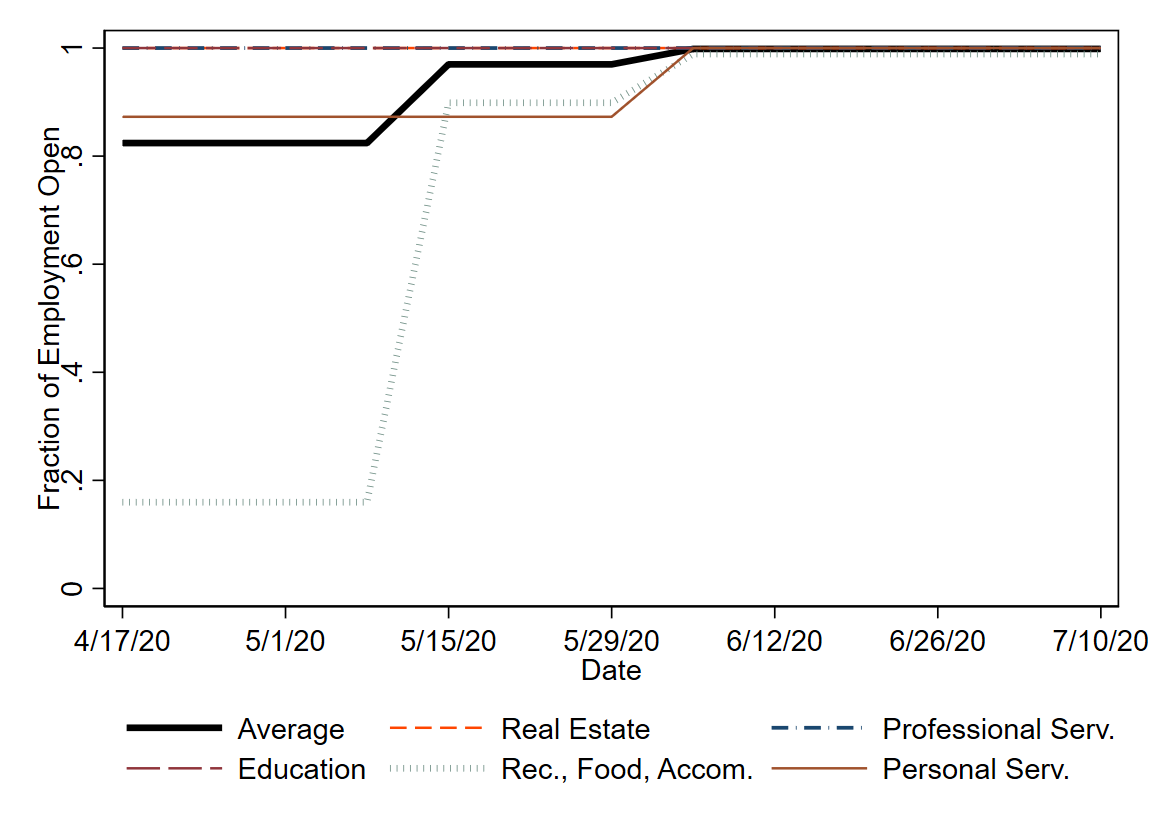 Fraction of Employment Open
1
.8
.6
.4
.2
0
4/17/20 5/1/20 5/15/20 5/29/20 6/12/20 6/26/20 7/10/20
Date
Average Real Estate Professional Serv.
Education Rec., Food, Accom. Personal Serv.